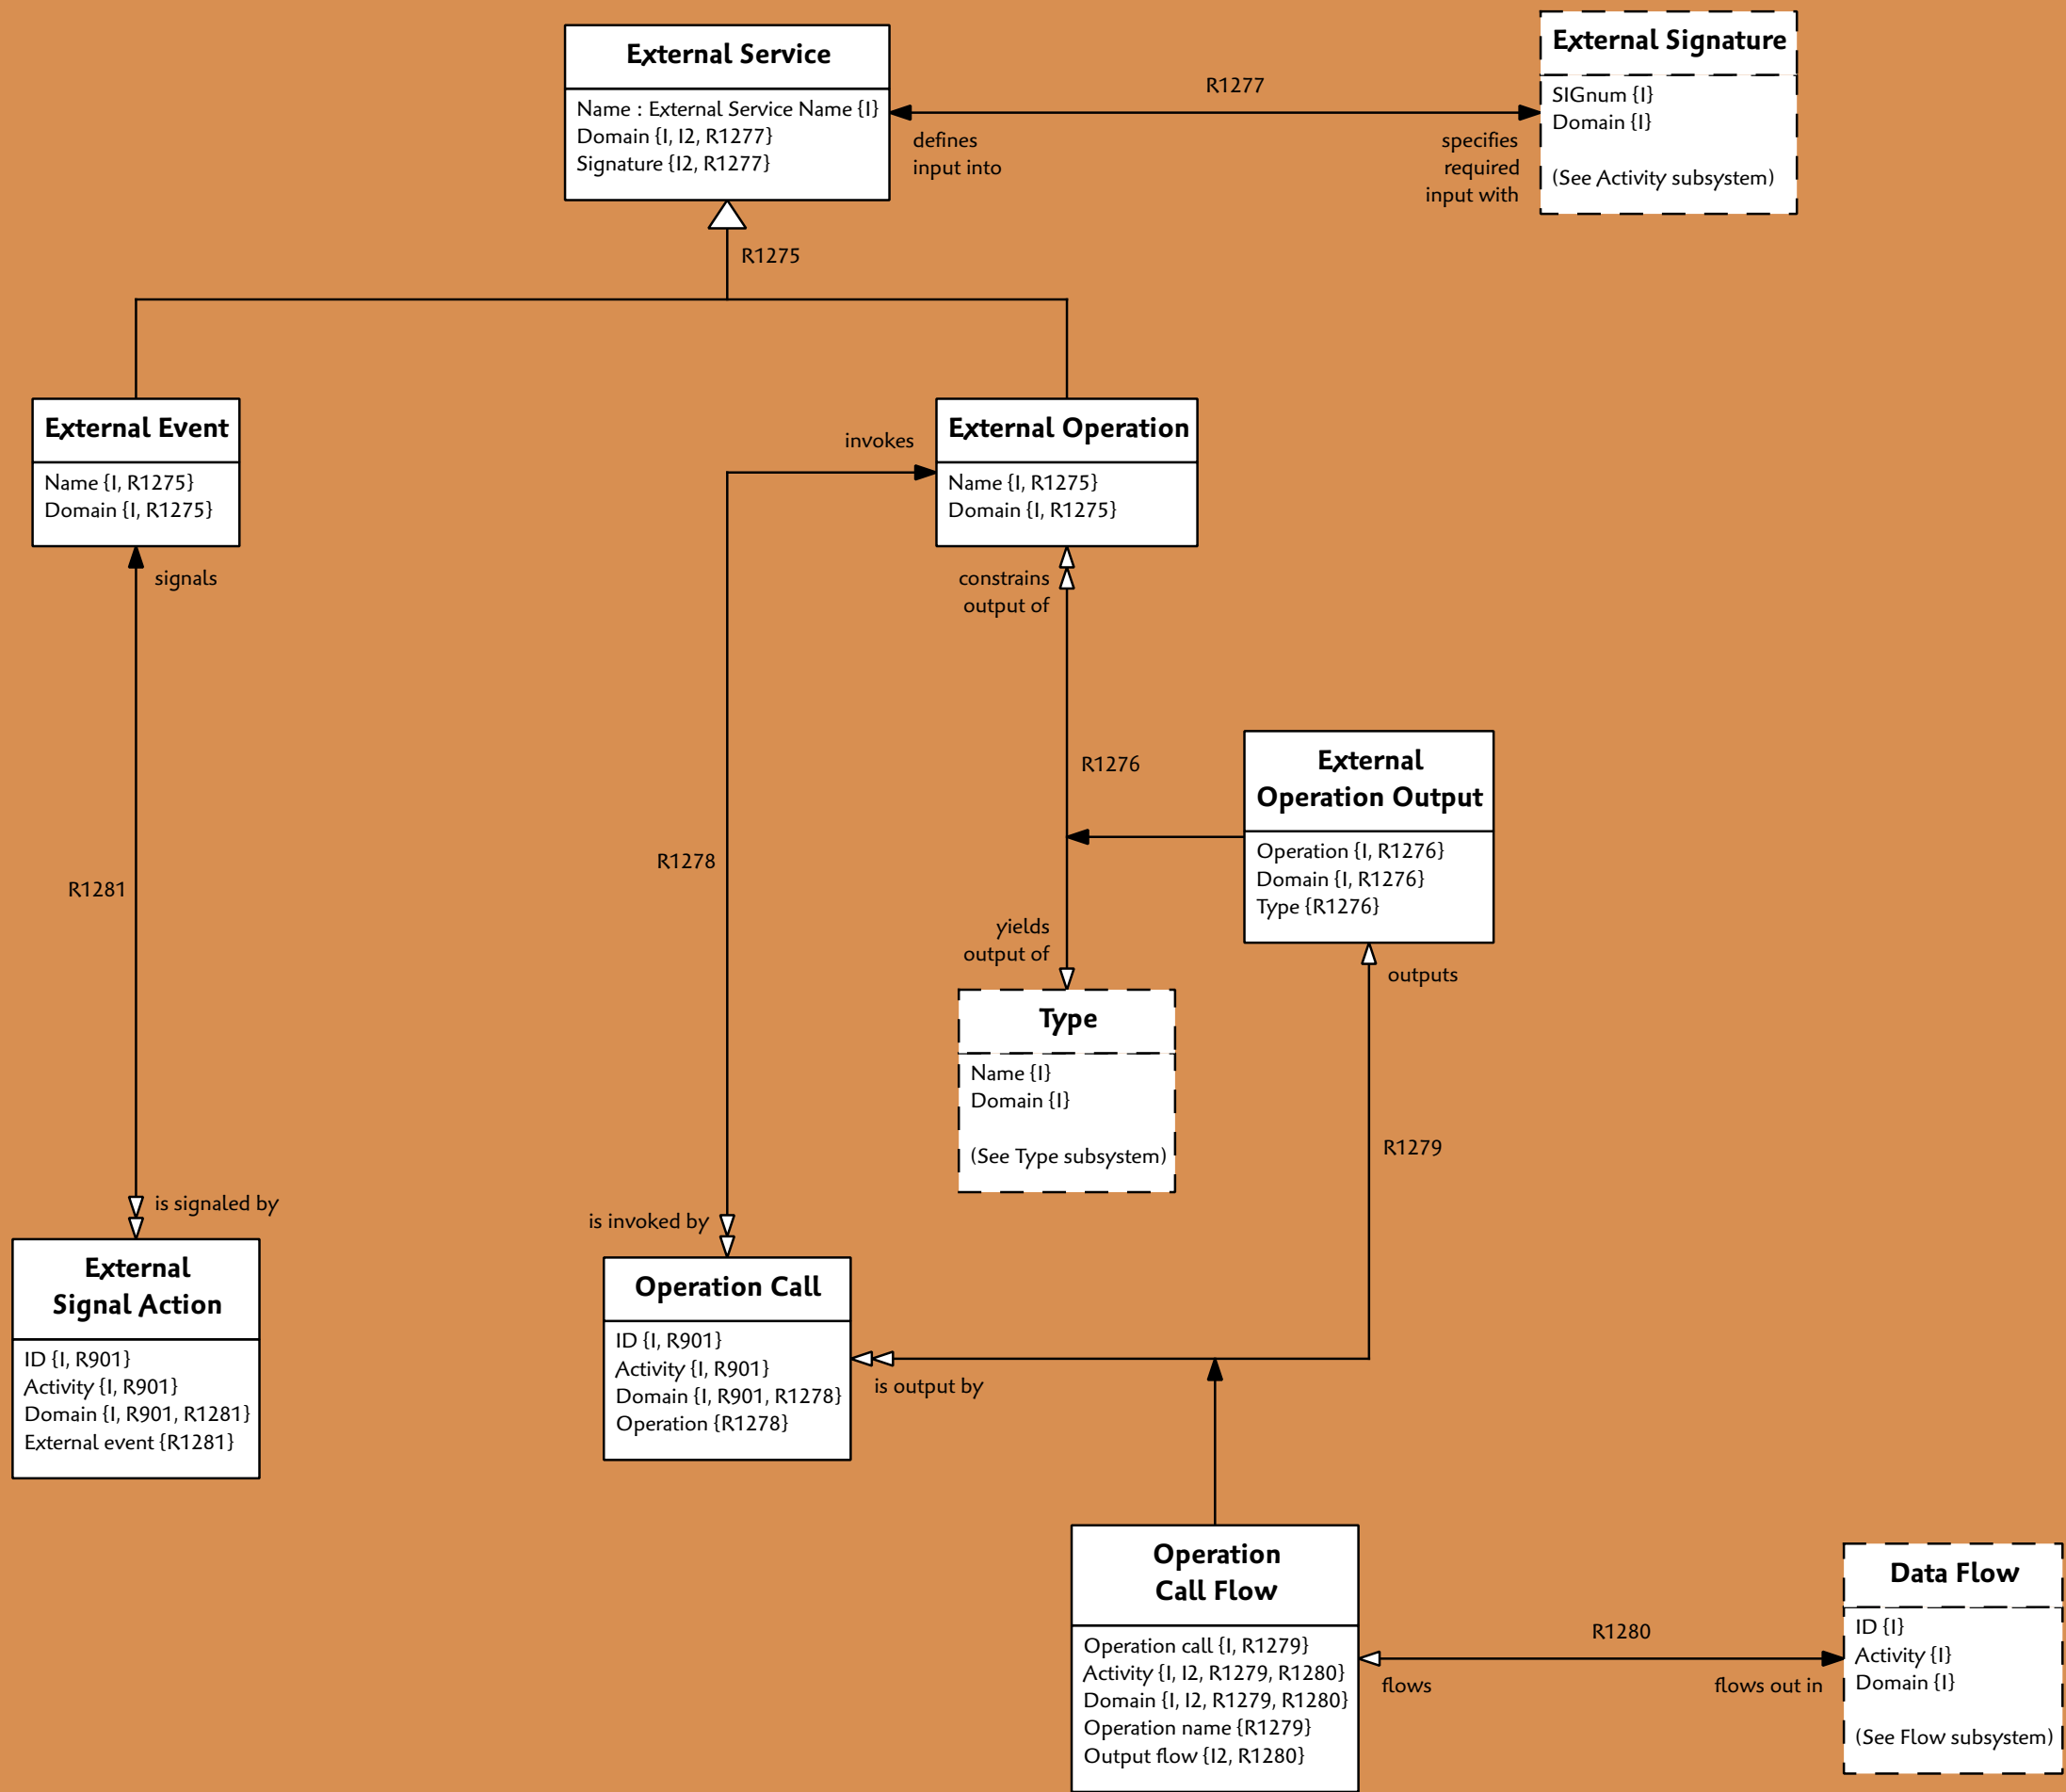 External Service
Name : External Service Name {I}
Domain {I, I2, R1277}
Signature {I2, R1277}
R1277
defines
input into
specifies
required
input with
External Signature
SIGnum {I}
Domain {I}
(See Activity subsystem)
R1275
External Event
Name {I, R1275}
Domain {I, R1275}
signals
invokes
External Operation
Name {I, R1275}
Domain {I, R1275}
constrains
output of
R1276
External
Operation Output
Operation {I, R1276}
Domain {I, R1276}
Type {R1276}
R1278
R1281
yields
output of
outputs
Type
Name {I}
Domain {I}
(See Type subsystem)
R1279
is signaled by
is invoked by
External
Signal Action
ID {I, R901}
Activity {I, R901}
Domain {I, R901, R1281}
External event {R1281}
Operation Call
ID {I, R901}
Activity {I, R901}
Domain {I, R901, R1278}
Operation {R1278}
is output by
Operation
Call Flow
Operation call {I, R1279}
Activity {I, I2, R1279, R1280}
Domain {I, I2, R1279, R1280}
Operation name {R1279}
Output flow {I2, R1280}
R1280
flows
flows out in
Data Flow
ID {I}
Activity {I}
Domain {I}
(See Flow subsystem)